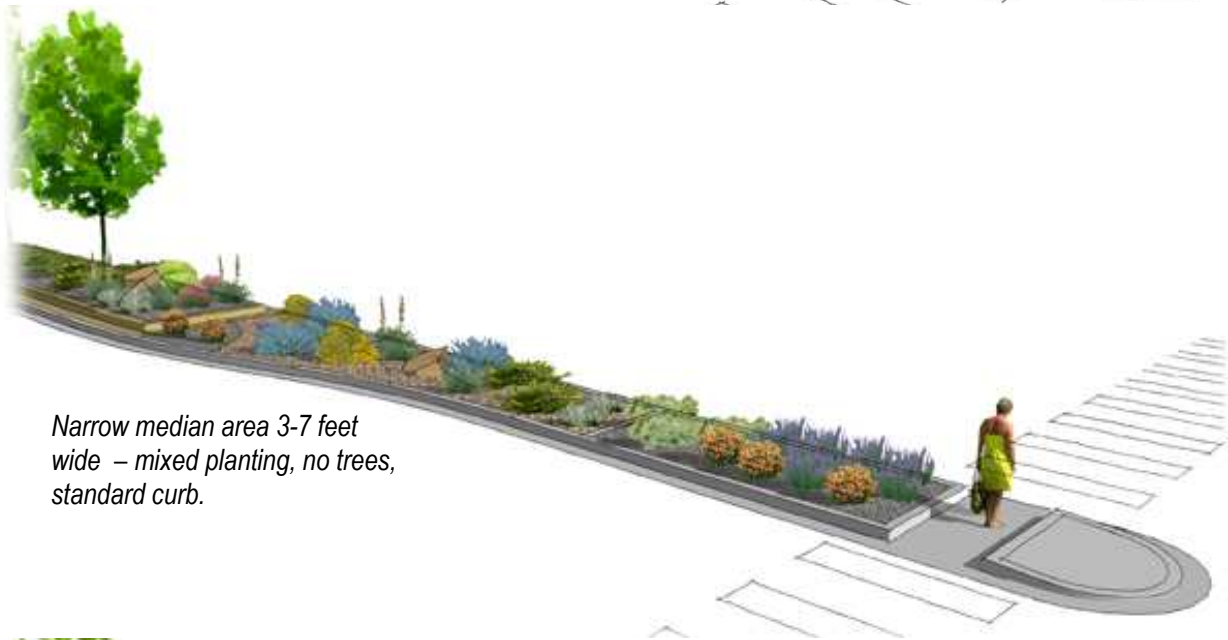 Narrow median area 3-7 feet
wide – mixed planting, no trees,
standard curb.